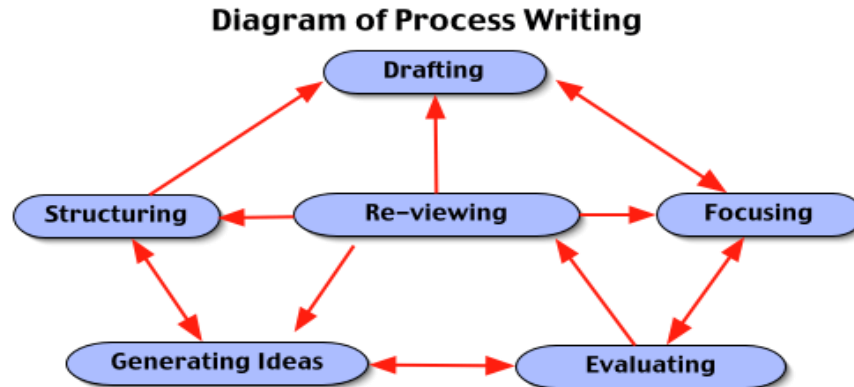 Diagram of Process Writing
Drafting
Structuring
Re-viewing
Focusing
Generating Ideas
Evaluating